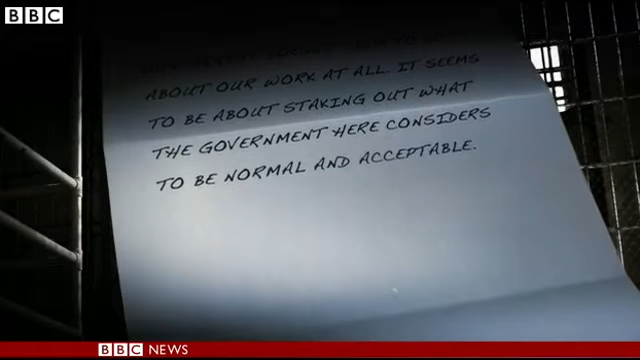 BBC
ABOUT OUR WORK AT ALL. IT SEEMS
TO BE ABOUT STAKING OUT WHAT
THE GOVERNMENT HERE CONSIDERS
TO BE NORMAL AND ACCEPTABLE.
BBC NEWS